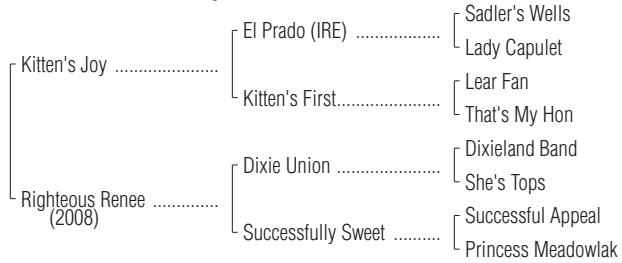 Sadler's Wells
El Prado (IRE) ..................
Lady Capulet
Kitten's Joy ......................
Lear Fan
Kitten's First......................
That's My Hon
Dixieland Band
Dixie Union ......................
She's Tops
Righteous Renee ..............
(2008)
Successful Appeal
Successfully Sweet ..........
Princess Meadowlak